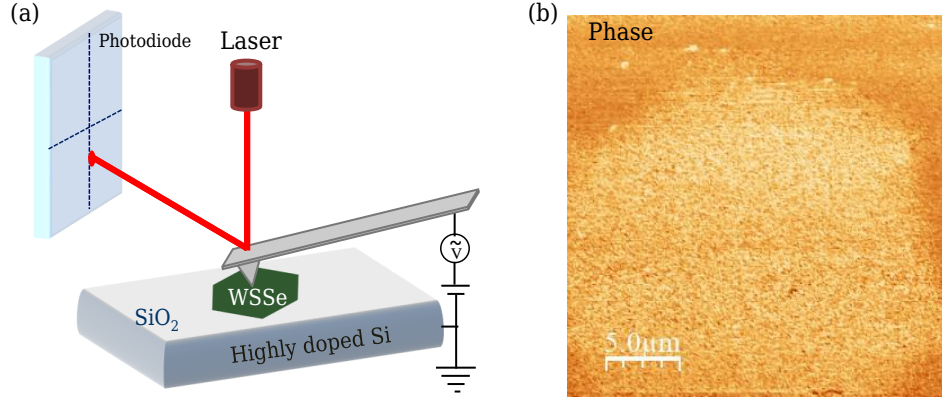 (a)
Photodiode
Laser
Ṽ
WSSe
SiO₂
Highly doped Si
(b)
Phase
5.0μm